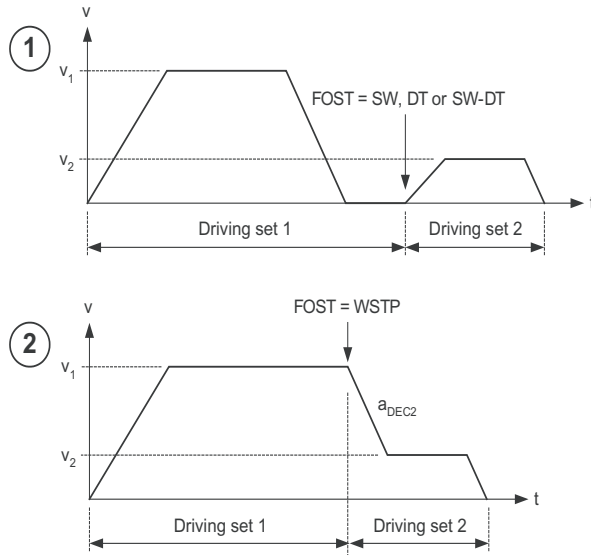 v
1
v1
FOST = SW, DT or SW-DT
v2
t
Driving set 1
Driving set 2
v
FOST = WSTP
2
v1
aDEC2
v2
t
Driving set 1
Driving set 2